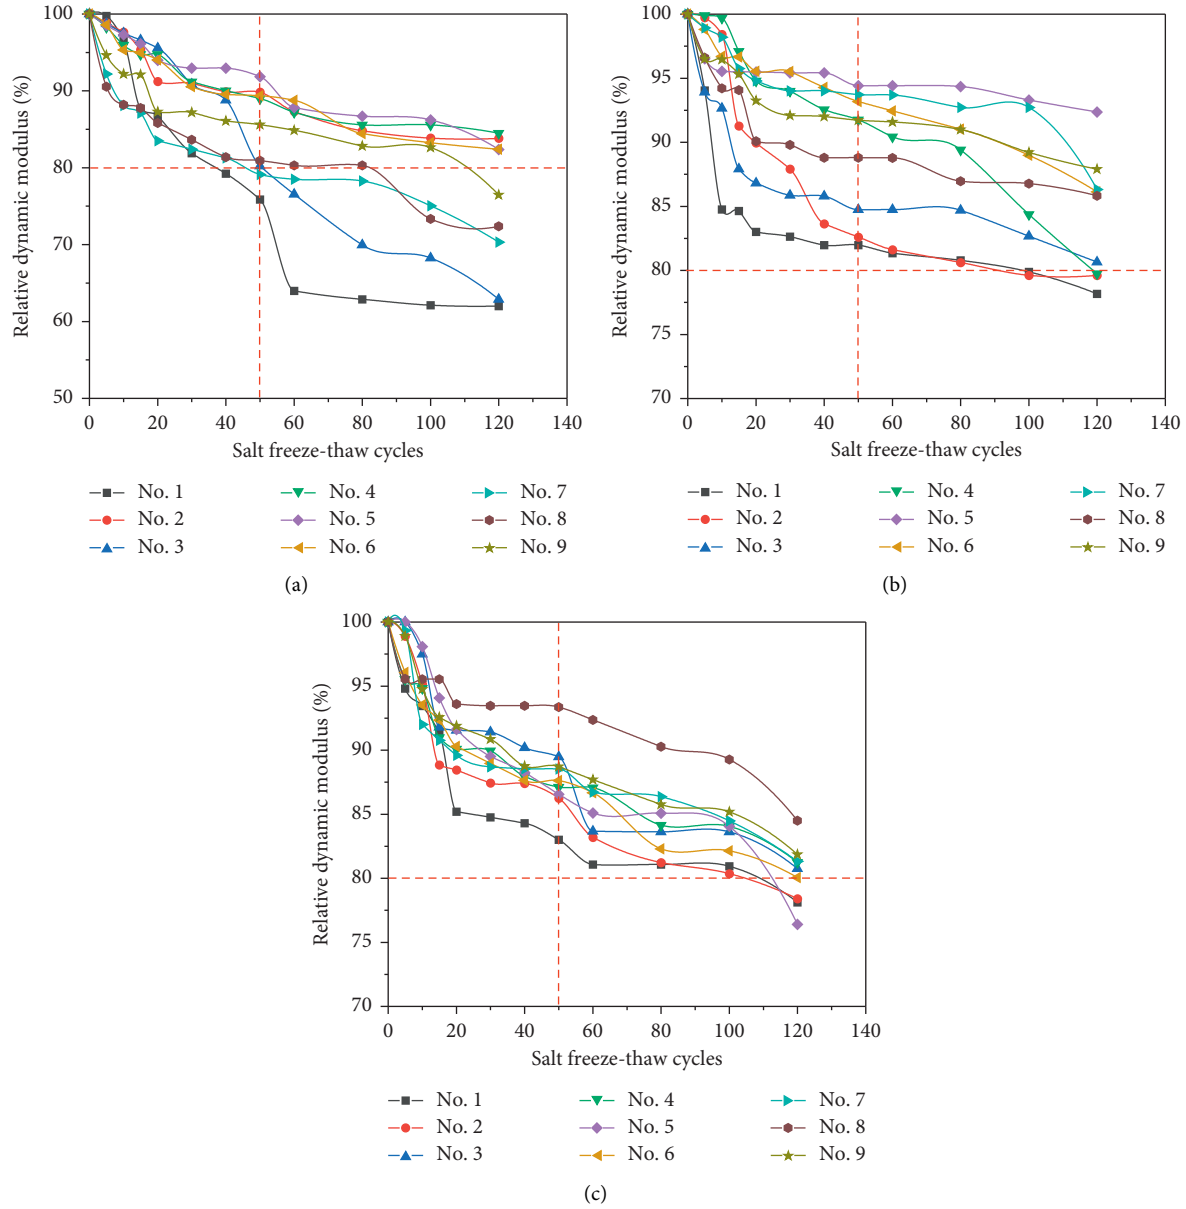 100
90
80
70
60
50
Relative dynamic modulus (%)
0 20 40 60 80 100 120 140
Salt freeze-thaw cycles
No. 1 No. 4 No. 7
No. 2 No. 5 No. 8
No. 3 No. 6 No. 9
(a)
100
95
90
85
80
75
70
Relative dynamic modulus (%)
0 20 40 60 80 100 120 140
Salt freeze-thaw cycles
No. 1 No. 4 No. 7
No. 2 No. 5 No. 8
No. 3 No. 6 No. 9
(b)
100
95
90
85
80
75
70
Relative dynamic modulus (%)
0 20 40 60 80 100 120 140
Salt freeze-thaw cycles
No. 1 No. 4 No. 7
No. 2 No. 5 No. 8
No. 3 No. 6 No. 9
(c)